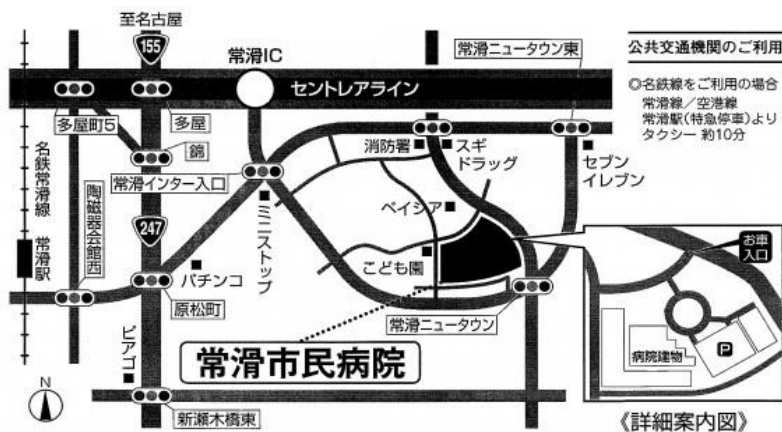 至名古屋
155
常滑IC
常滑ニュータウン東
公共交通機関のご利用
セントレアライン
◎名鉄線をご利用の場合
常滑線/空港線
常滑駅(特急停車)より
タクシー 約10分
多屋町5
多屋
錦
消防署
スギ
ドラッグ
セブン
イレブン
名鉄常滑線
常滑駅
陶磁器会館西
常滑インター入口
ミニストップ
ベイシア
247
パチンコ
こども園
お車
入口
原松町
常滑ニュータウン
ピアゴ
常滑市民病院
病院建物
P
N
新瀬木橋東
《詳細案内図》